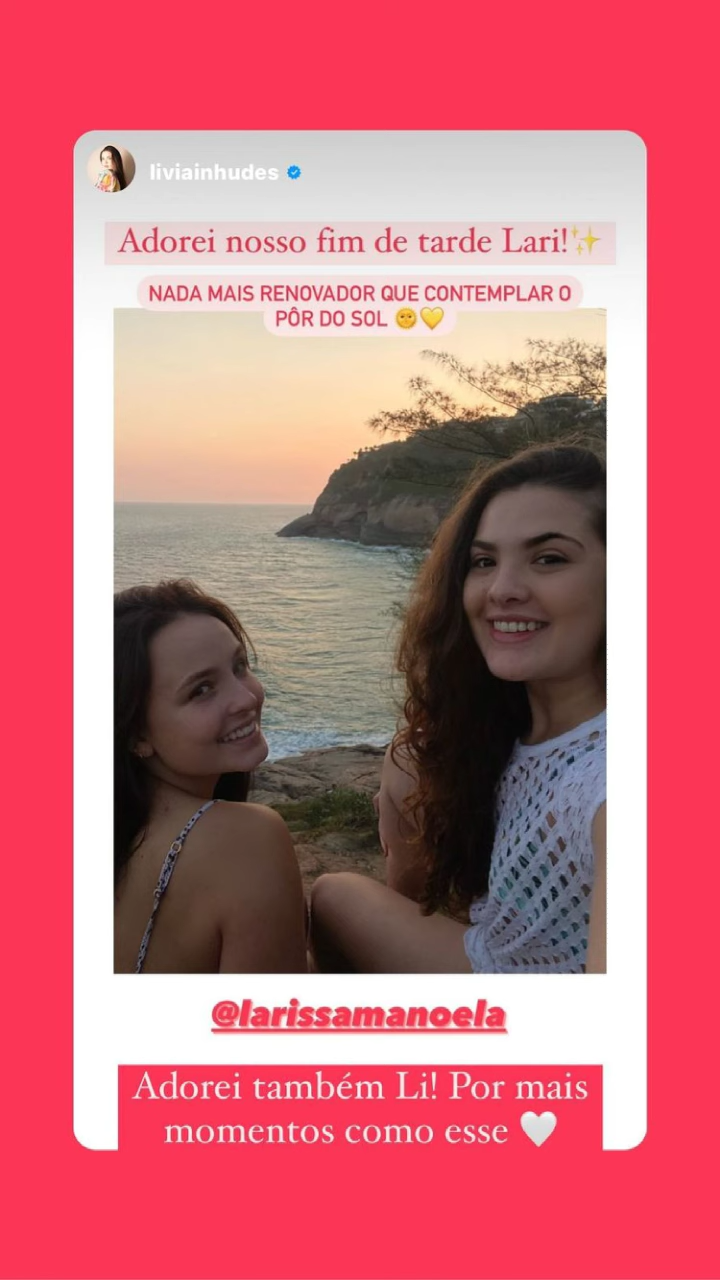 liviainhudes
Adorei nosso fim de tarde Lari!✨
NADA MAIS RENOVADOR QUE CONTEMPLAR O
PÔR DO SOL 🌞💛
@larissamanoela
Adorei também Li! Por mais
momentos como esse 🤍